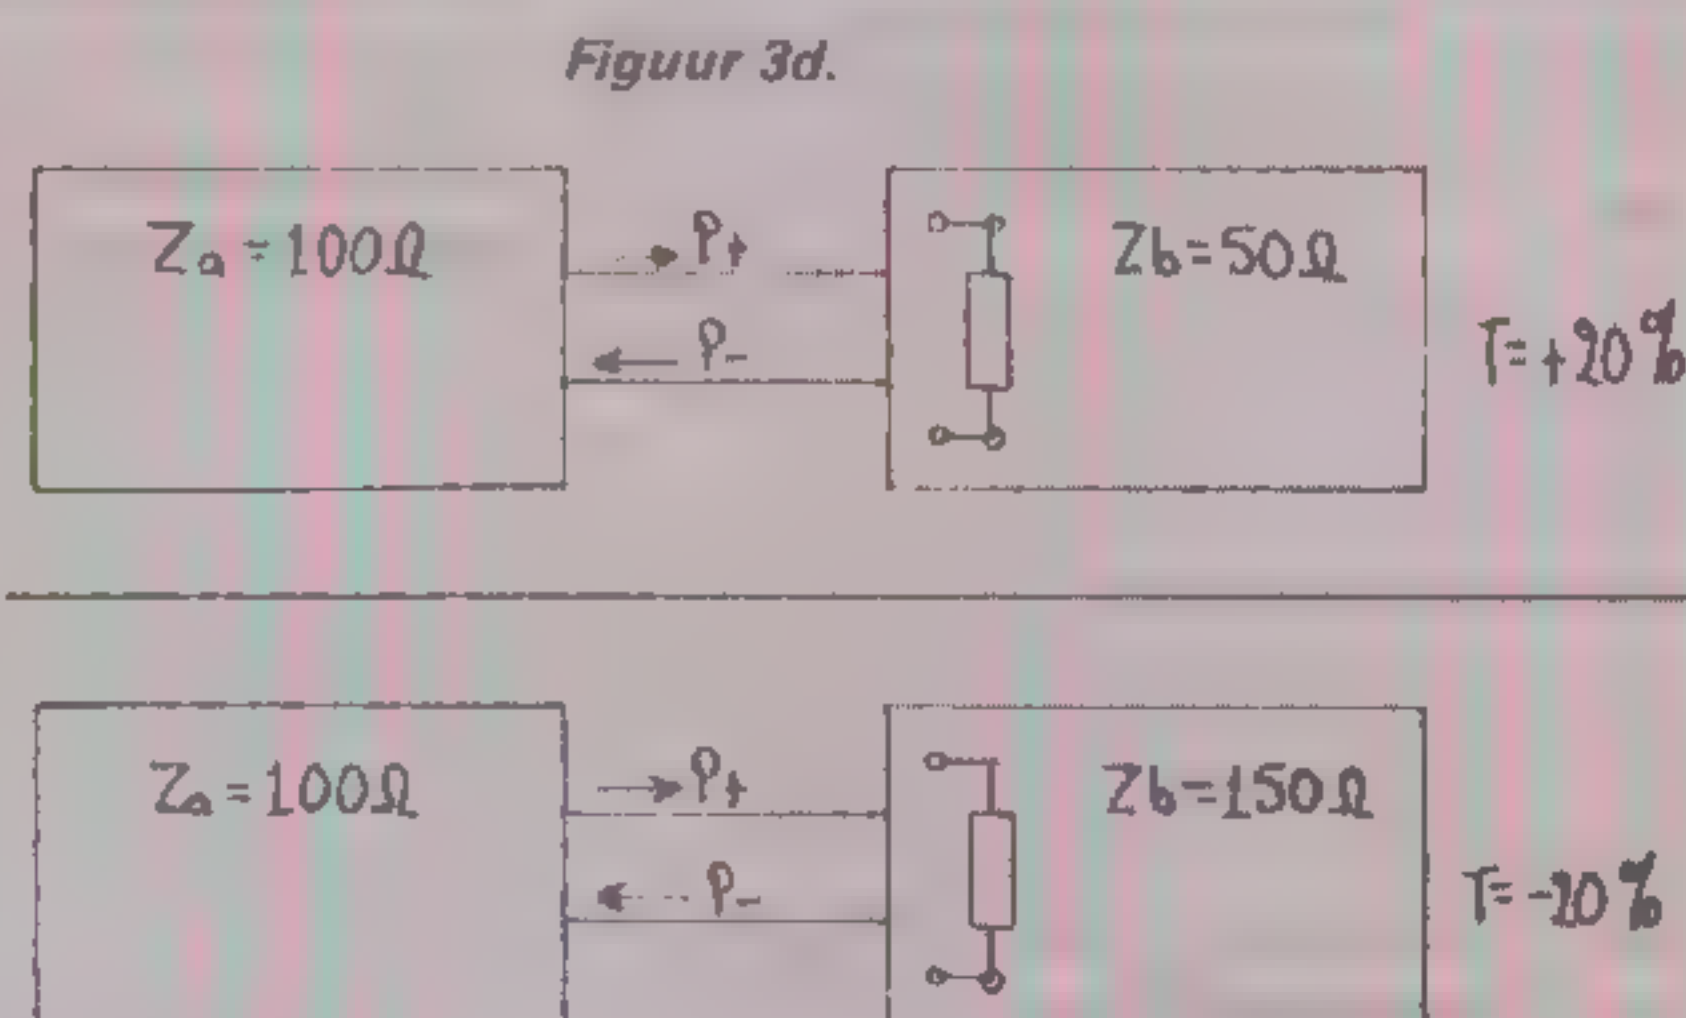 Figuur 3d.
Za = 100Ω
P+
P-
Zb = 50Ω
T = +20%
Za = 100Ω
P+
P-
Zb = 150Ω
T = -20%